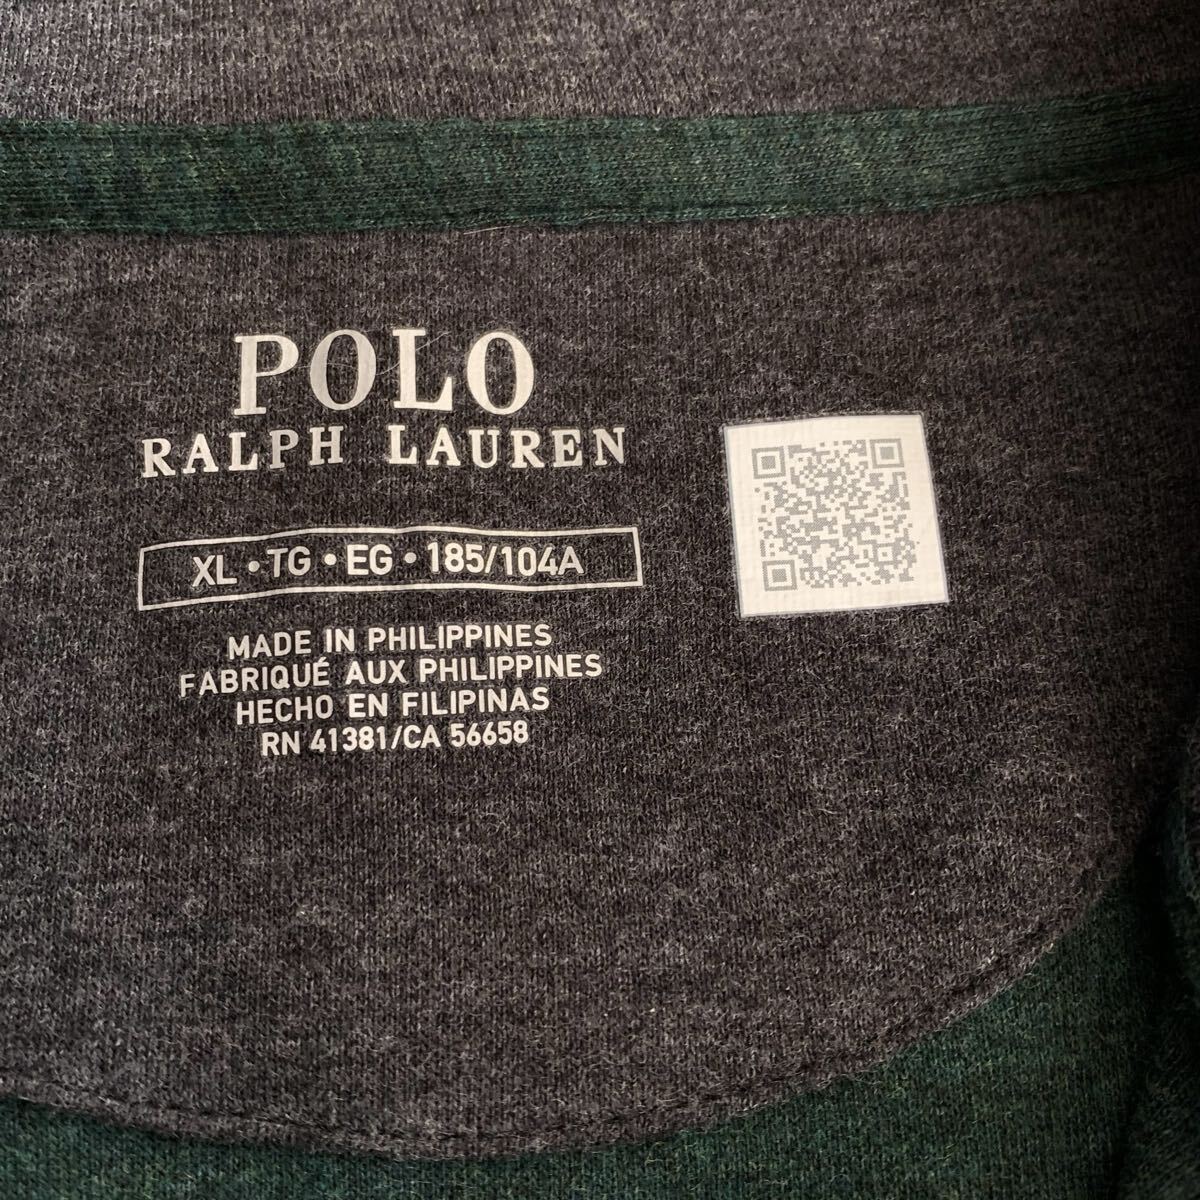 POLO
RALPH LAUREN
XL • TG • EG • 185/104A
MADE IN PHILIPPINES
FABRIQUÉ AUX PHILIPPINES
HECHO EN FILIPINAS
RN 41381/CA 56658